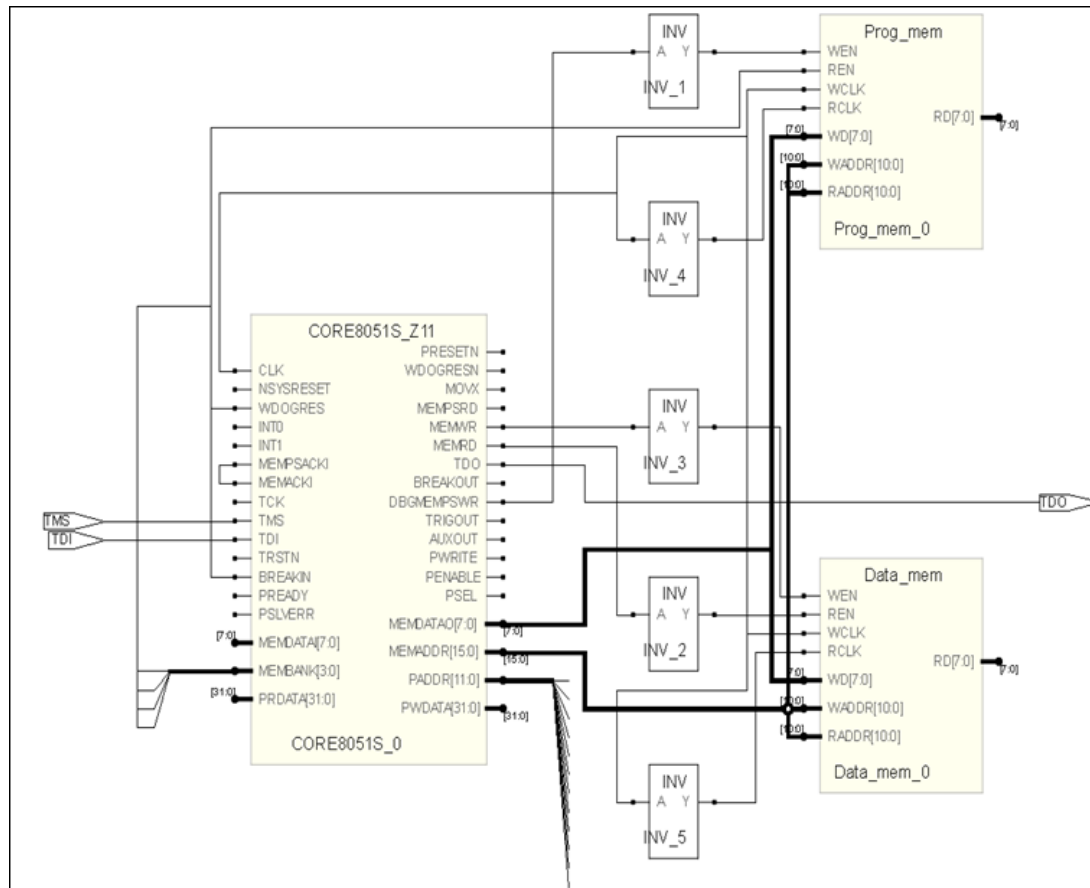 INV
A Y
INV_1
Prog_mem
WEN
REN
WCLK
RCLK
[7:0] WD[7:0]
[10:0] WADDR[10:0]
[10:0] RADDR[10:0]
RD[7:0] [7:0]
Prog_mem_0
INV
A Y
INV_4
CORE8051S_Z11
CLK
NSYSRESET
WDOGRES
INT0
INT1
MEMPSACKI
MEMACKI
TCK
TMS
TDI
TRSTN
BREAKIN
PREADY
PSLVERR
[7:0] MEMDATAI[7:0]
MEMBANK[3:0]
[31:0] PRDATA[31:0]
PRESETN
WDOGRESN
MOVX
MEMPSRD
MEMWR
MEMRD
TDO
BREAKOUT
DBGMEMPSWR
TRIGOUT
AUXOUT
PWRITE
PENABLE
PSEL
MEMDATAO[7:0] [7:0]
MEMADDR[15:0] [15:0]
PADDR[11:0]
PWDATA[31:0] [31:0]
CORE8051S_0
TMS
TDI
INV
A Y
INV_3
TDO
INV
A Y
INV_2
Data_mem
WEN
REN
WCLK
RCLK
[7:0] WD[7:0]
[10:0] WADDR[10:0]
[10:0] RADDR[10:0]
RD[7:0] [7:0]
Data_mem_0
INV
A Y
INV_5